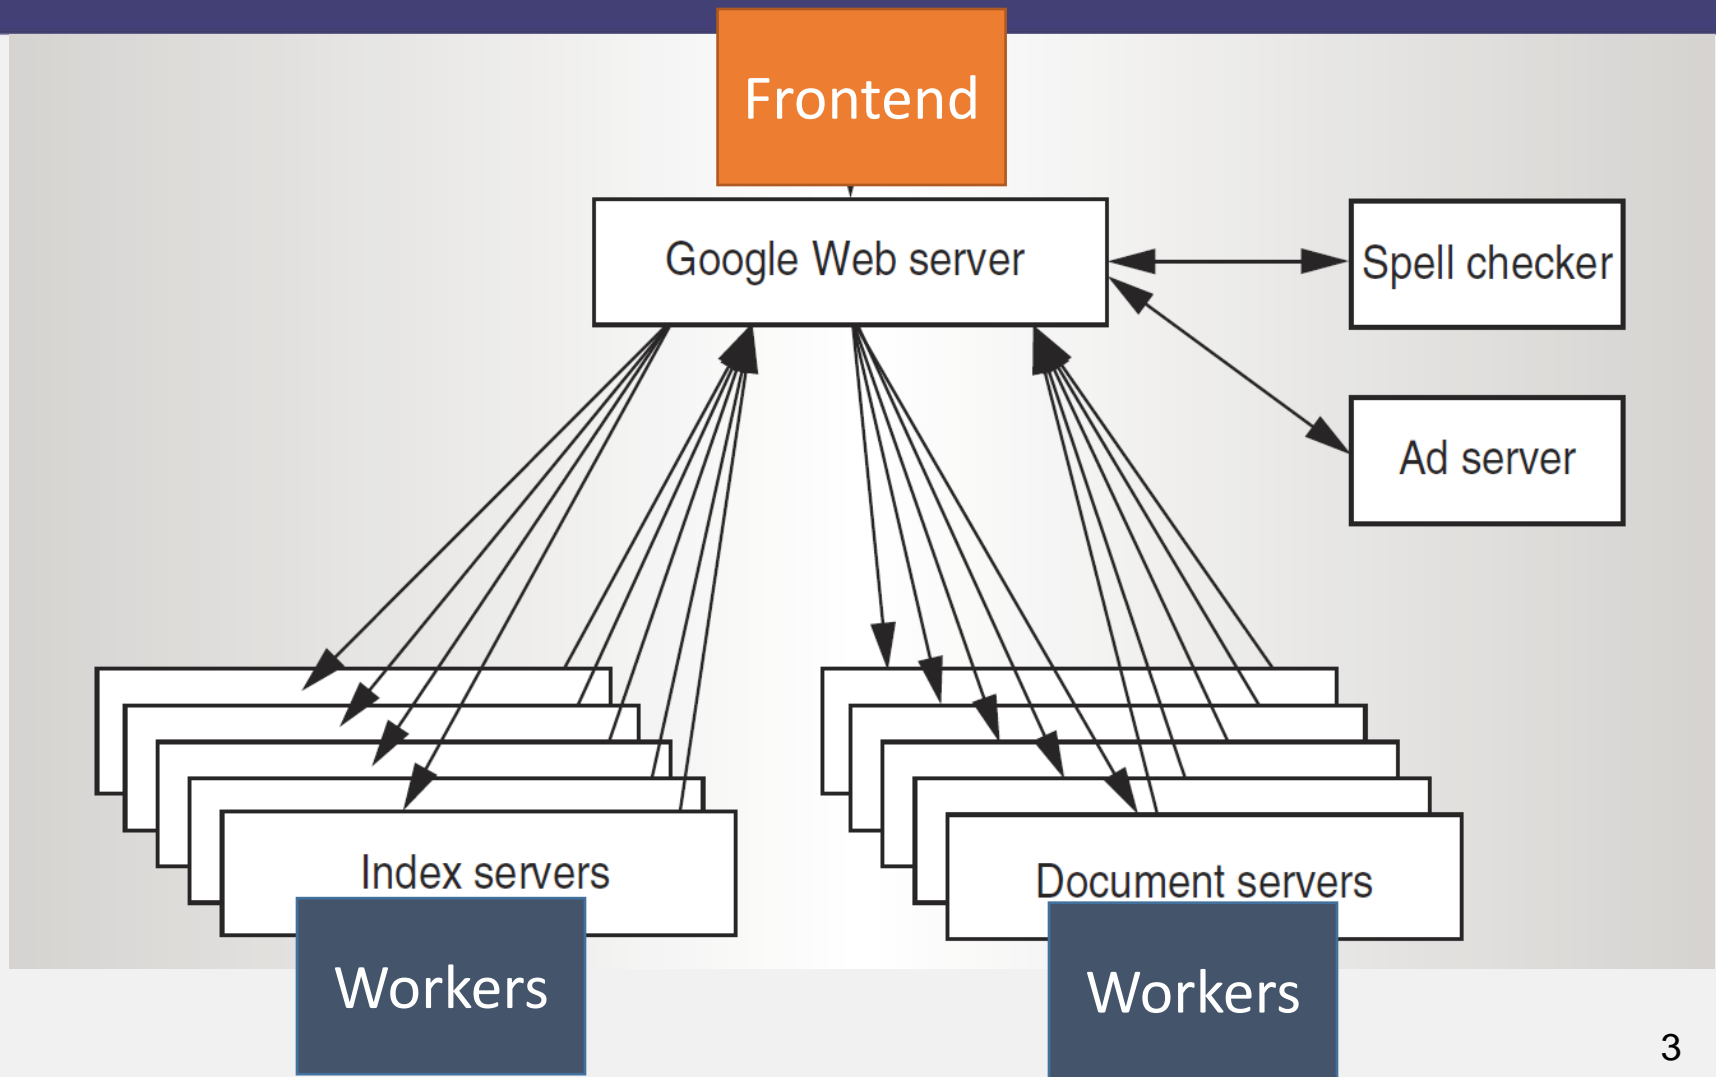 Frontend
Google Web server
Spell checker
Ad server
Index servers
Document servers
Workers
Workers
3